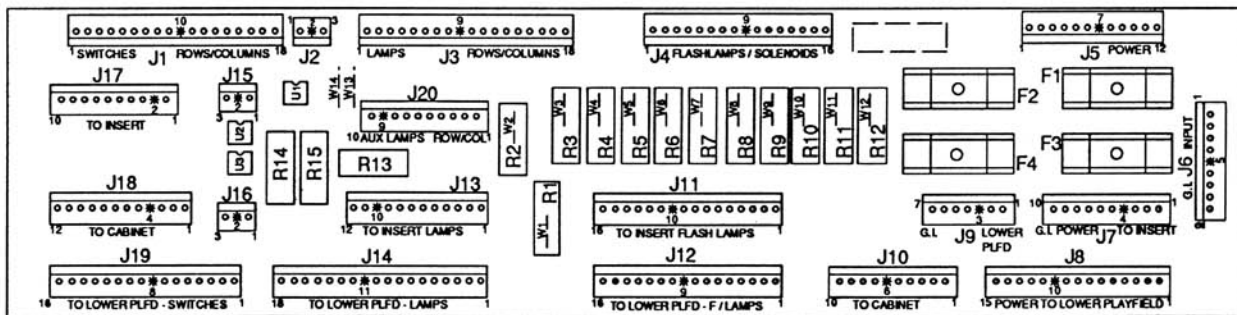 10 2 3 9 9 7
1 SWITCHES J1 ROWS/COLUMNS 18 1 J2 1 LAMPS J3 ROWS/COLUMNS 18 1 J4 FLASHLAMPS / SOLENOIDS 16 1 J5 POWER 12
J17 J15 W14 W13 F1
2 2 U1 J20 W2 W3 W4 W5 W6 W7 W8 W9 W10 W11 W12 F2
10 TO INSERT 1 3 1 9
10 AUX LAMPS ROW/COL 1
U2 R2 R3 R4 R5 R6 R7 R8 R9 R10 R11 R12
U3 R14 R15 R13 F3 F4
1 G.I. INPUT J6 5
J18 J16 J13 R1 J11
4 2 10 W1 10 7 3 1 10 4 1
12 TO CABINET 1 3 1 12 TO INSERT LAMPS 1 16 TO INSERT FLASH LAMPS 1 G.I. J9 LOWER PLFD G.I. POWER J7 TO INSERT
J19 J14 J12 J10 J8
8 11 9 6 10
16 TO LOWER PLFD - SWITCHES 1 18 TO LOWER PLFD - LAMPS 1 16 TO LOWER PLFD - F / LAMPS 1 10 TO CABINET 1 15 POWER TO LOWER PLAYFIELD 1